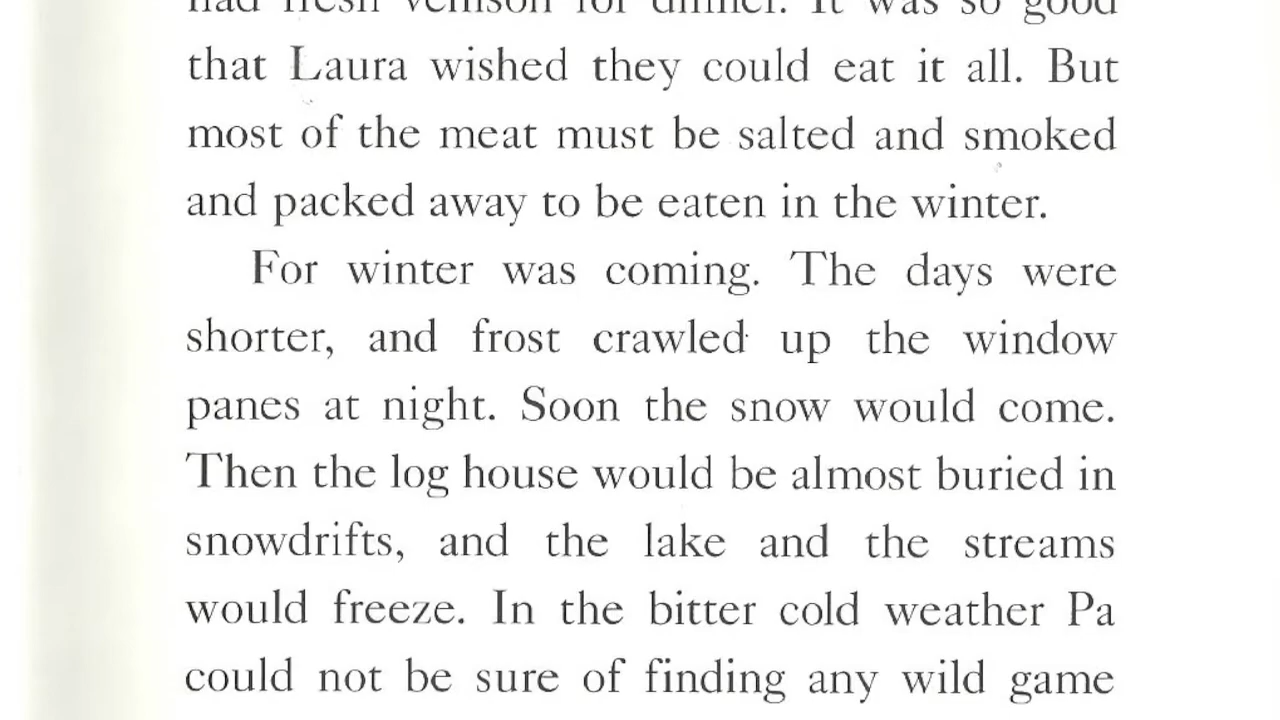 had fresh venison for dinner. It was so good
that Laura wished they could eat it all. But
most of the meat must be salted and smoked
and packed away to be eaten in the winter.
For winter was coming. The days were
shorter, and frost crawled up the window
panes at night. Soon the snow would come.
Then the log house would be almost buried in
snowdrifts, and the lake and the streams
would freeze. In the bitter cold weather Pa
could not be sure of finding any wild game